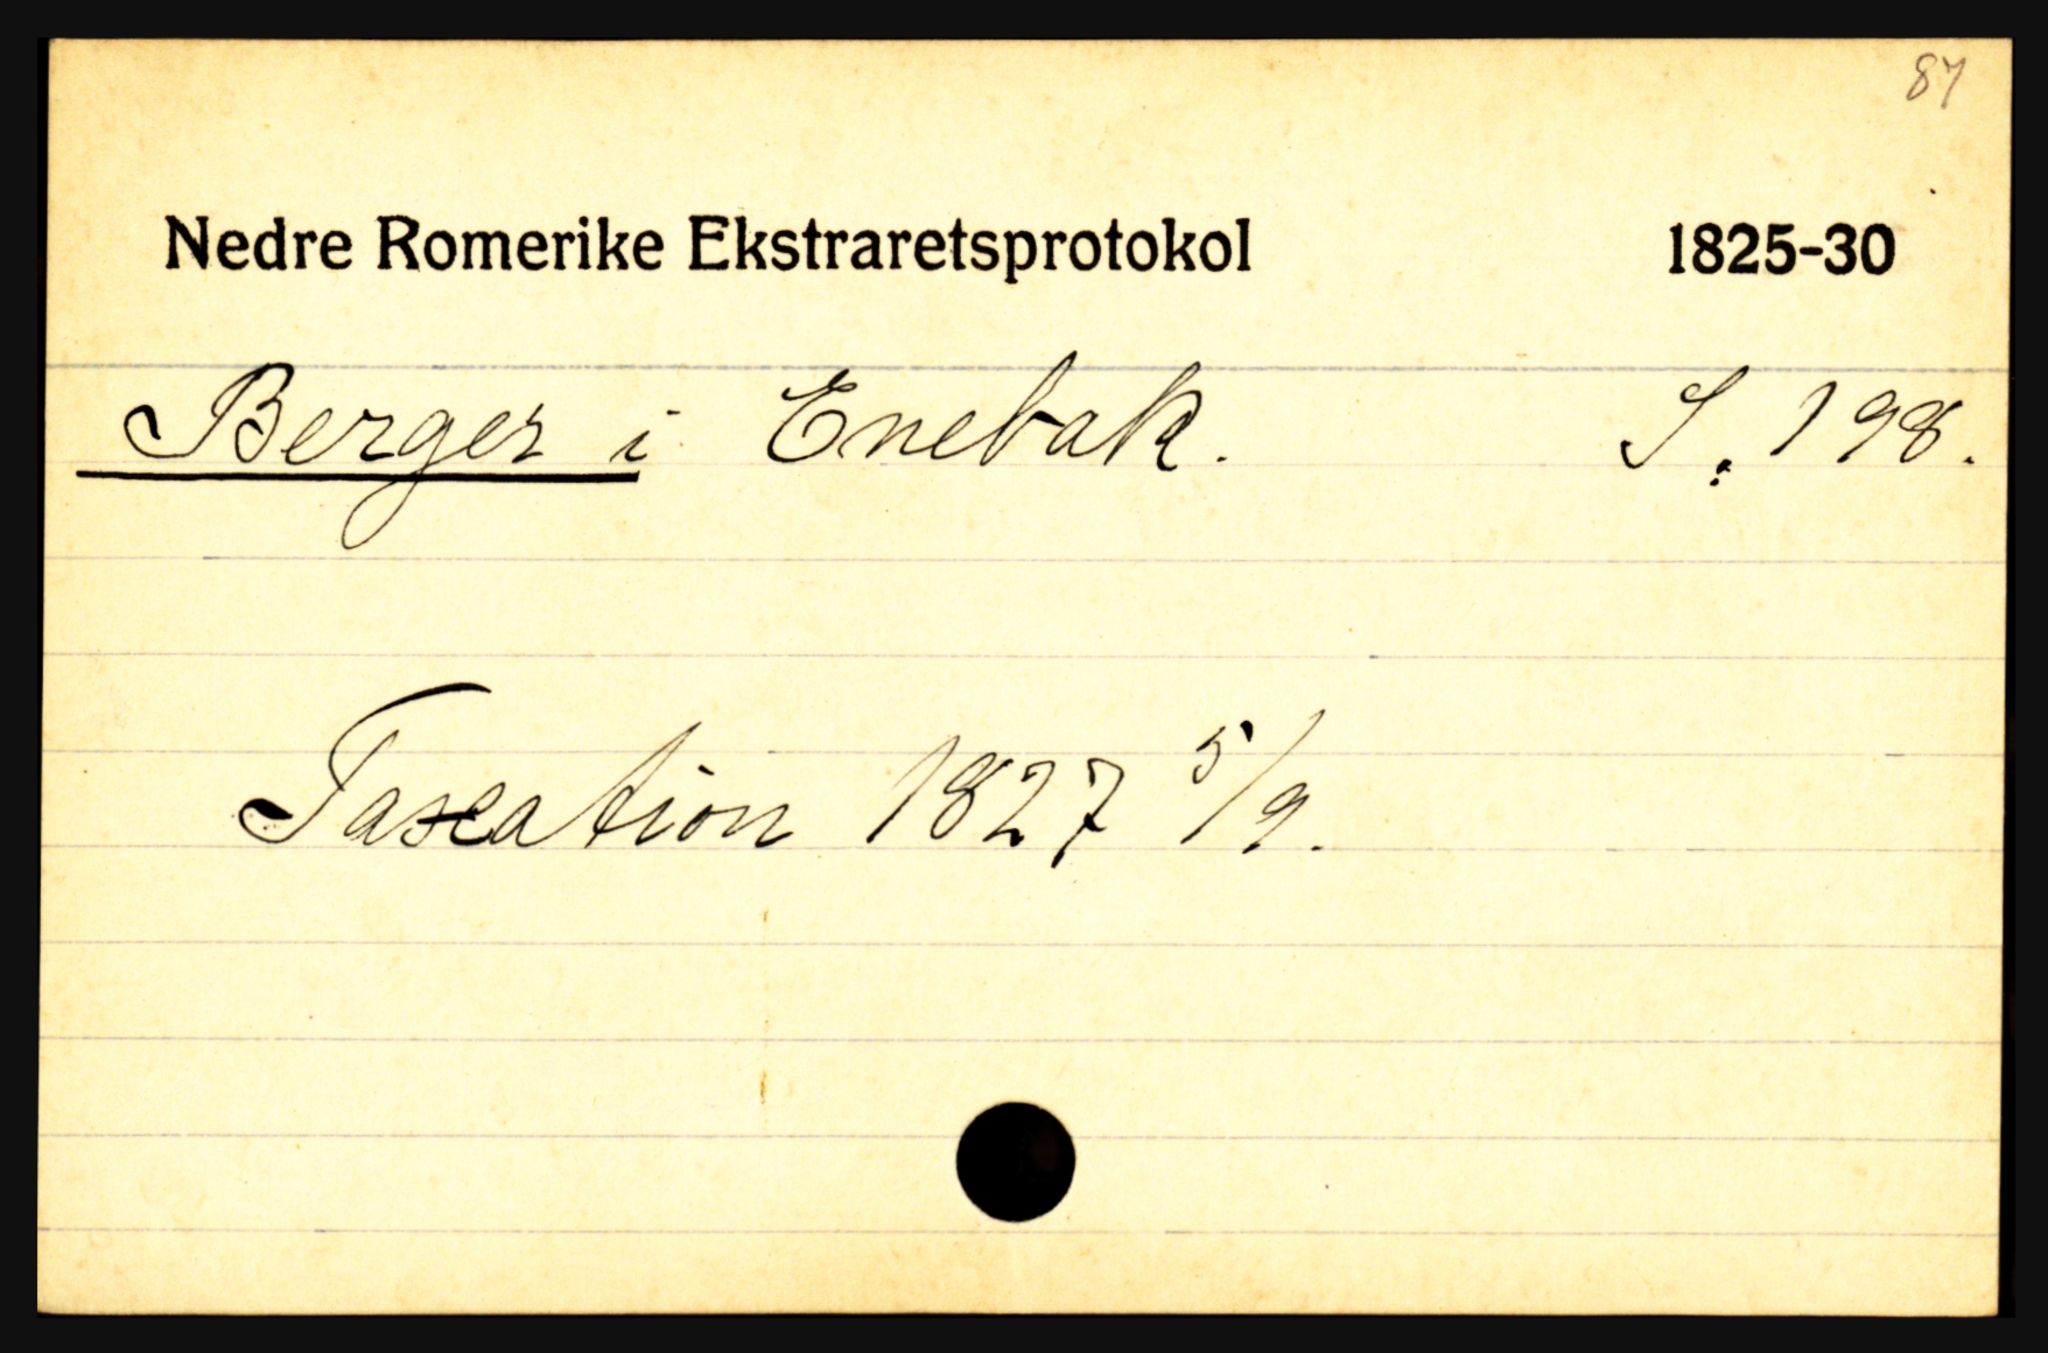 87
Nedre Romerike Ekstraretsprotokol 1825-30
Berger i Enebak. S. 198.
Taxation 1827 5/9.